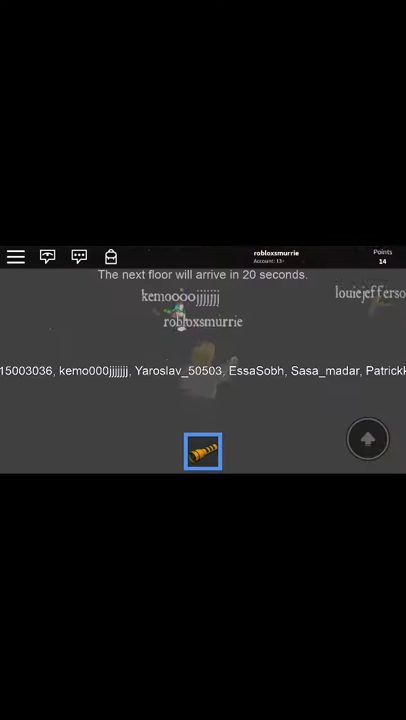 robloxsmurrie
Account: 13+
Points
14
The next floor will arrive in 20 seconds.
louiejefferso
robloxsmurrie
15003036, kemo000jjjjjjj, Yaroslav_50503, EssaSobh, Sasa_madar, Patrickk